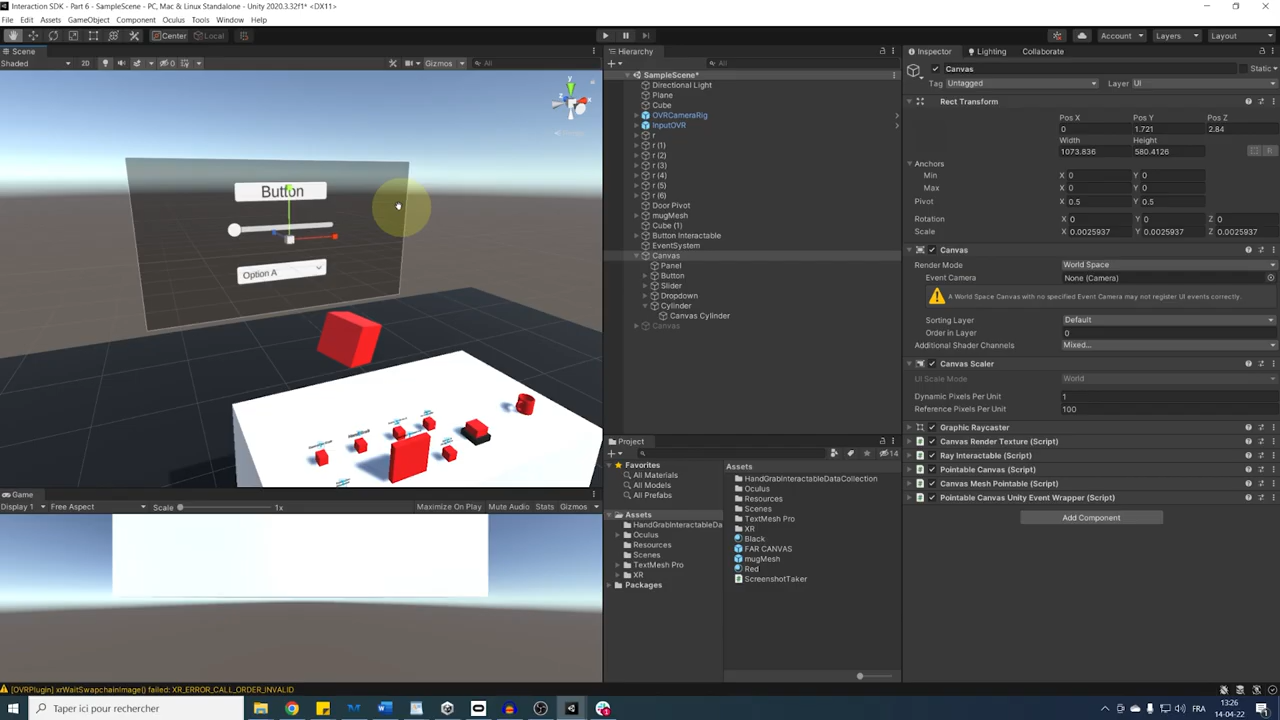 Interaction SDK - Part 6 - SampleScene - PC, Mac & Linux Standalone - Unity 2020.3.32f1* <DX11>
File Edit Assets GameObject Component Oculus Tools Window Help
Center Local Account Layers Layout
Scene
Shaded 2D 0 Gizmos All
y
z x
Persp
Button
Option A
Game
Display 1 Free Aspect Scale 1x Maximize On Play Mute Audio Stats Gizmos
Hierarchy
All
SampleScene*
Directional Light
Plane
Cube
OVRCameraRig
InputOVR
r
r (1)
r (2)
r (3)
r (4)
r (5)
r (6)
Door Pivot
mugMesh
Cube (1)
Button Interactable
EventSystem
Canvas
Panel
Button
Slider
Dropdown
Cylinder
Canvas Cylinder
Canvas
Project
14
Favorites
All Materials
All Models
All Prefabs
Assets
HandGrabInteractableDa
Oculus
Resources
Scenes
TextMesh Pro
XR
Packages
Assets
HandGrabInteractableDataCollection
Oculus
Resources
Scenes
TextMesh Pro
XR
Black
FAR CANVAS
mugMesh
Red
ScreenshotTaker
Inspector Lighting Collaborate
Canvas Static
Tag Untagged Layer UI
Rect Transform
Pos X Pos Y Pos Z
0 1.721 2.84
Width Height
1073.836 580.4126
Anchors
Min X 0 Y 0
Max X 0 Y 0
Pivot X 0.5 Y 0.5
Rotation X 0 Y 0 Z 0
Scale X 0.0025937 Y 0.0025937 Z 0.0025937
Canvas
Render Mode World Space
Event Camera None (Camera)
A World Space Canvas with no specified Event Camera may not register UI events correctly.
Sorting Layer Default
Order in Layer 0
Additional Shader Channels Mixed...
Canvas Scaler
UI Scale Mode World
Dynamic Pixels Per Unit 1
Reference Pixels Per Unit 100
Graphic Raycaster
Canvas Render Texture (Script)
Ray Interactable (Script)
Pointable Canvas (Script)
Canvas Mesh Pointable (Script)
Pointable Canvas Unity Event Wrapper (Script)
Add Component
[OVRPlugin] xrWaitSwapchainImage() failed: XR_ERROR_CALL_ORDER_INVALID
Taper ici pour rechercher
FRA
13:26
14-04-22
1